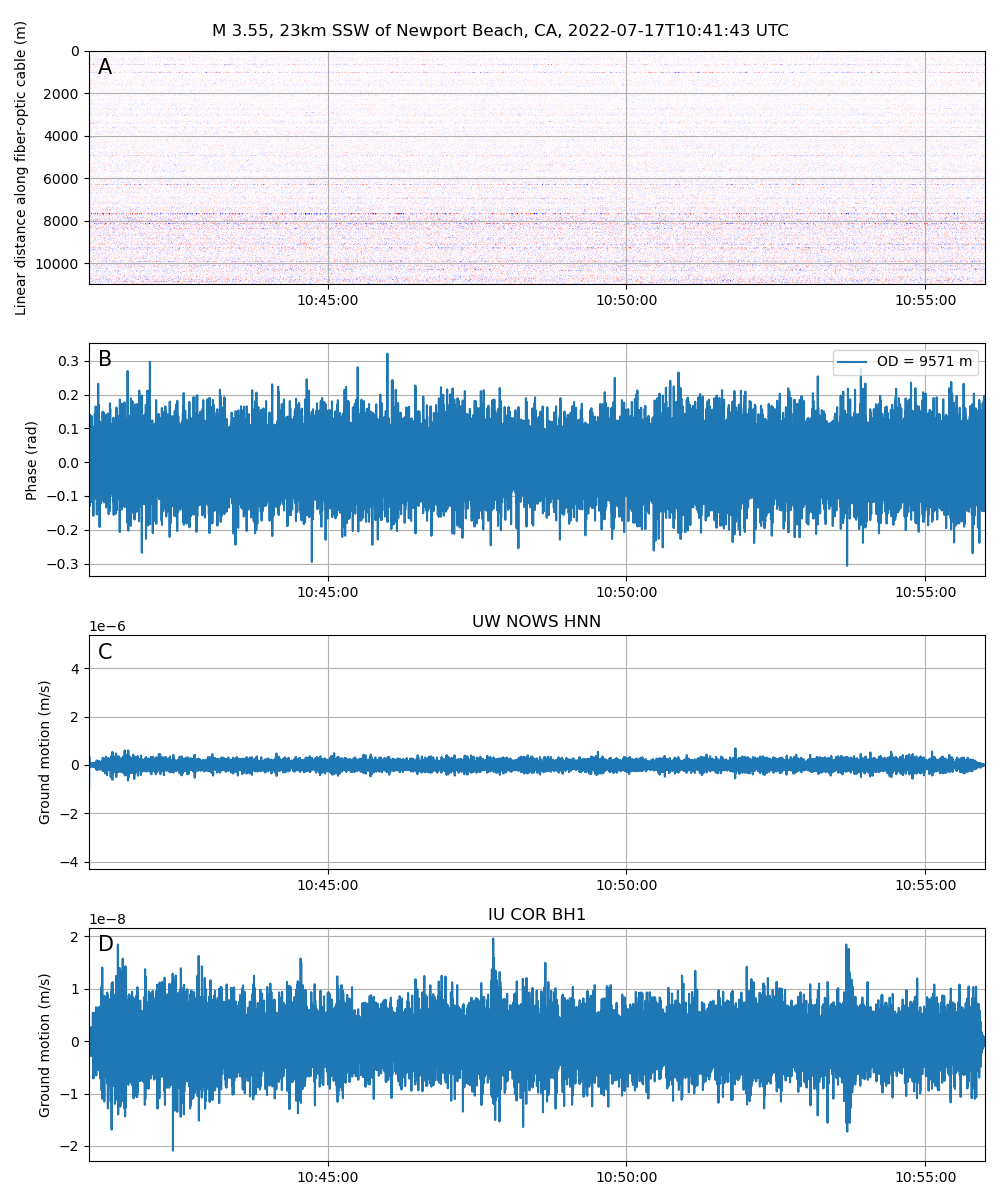 M 3.55, 23km SSW of Newport Beach, CA, 2022-07-17T10:41:43 UTC
Linear distance along fiber-optic cable (m)
A
0
2000
4000
6000
8000
10000
10:45:00 10:50:00 10:55:00
Phase (rad)
B
OD = 9571 m
0.3
0.2
0.1
0.0
−0.1
−0.2
−0.3
10:45:00 10:50:00 10:55:00
UW NOWS HNN
1e−6
Ground motion (m/s)
C
4
2
0
−2
−4
10:45:00 10:50:00 10:55:00
IU COR BH1
1e−8
Ground motion (m/s)
D
2
1
0
−1
−2
10:45:00 10:50:00 10:55:00